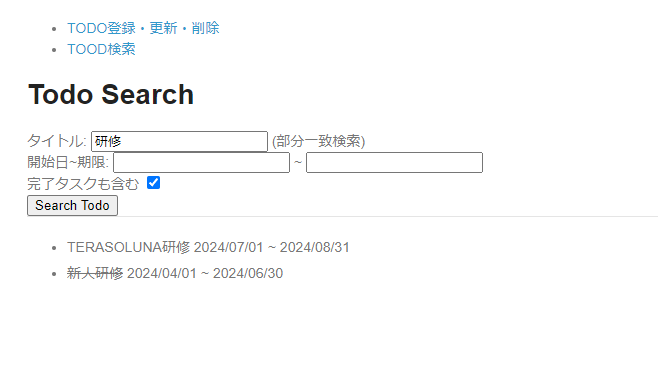 TODO登録・更新・削除
TOOD検索
Todo Search
タイトル: 研修 (部分一致検索)
開始日~期限: ~
完了タスクも含む
Search Todo
TERASOLUNA研修 2024/07/01 ~ 2024/08/31
新人研修 2024/04/01 ~ 2024/06/30